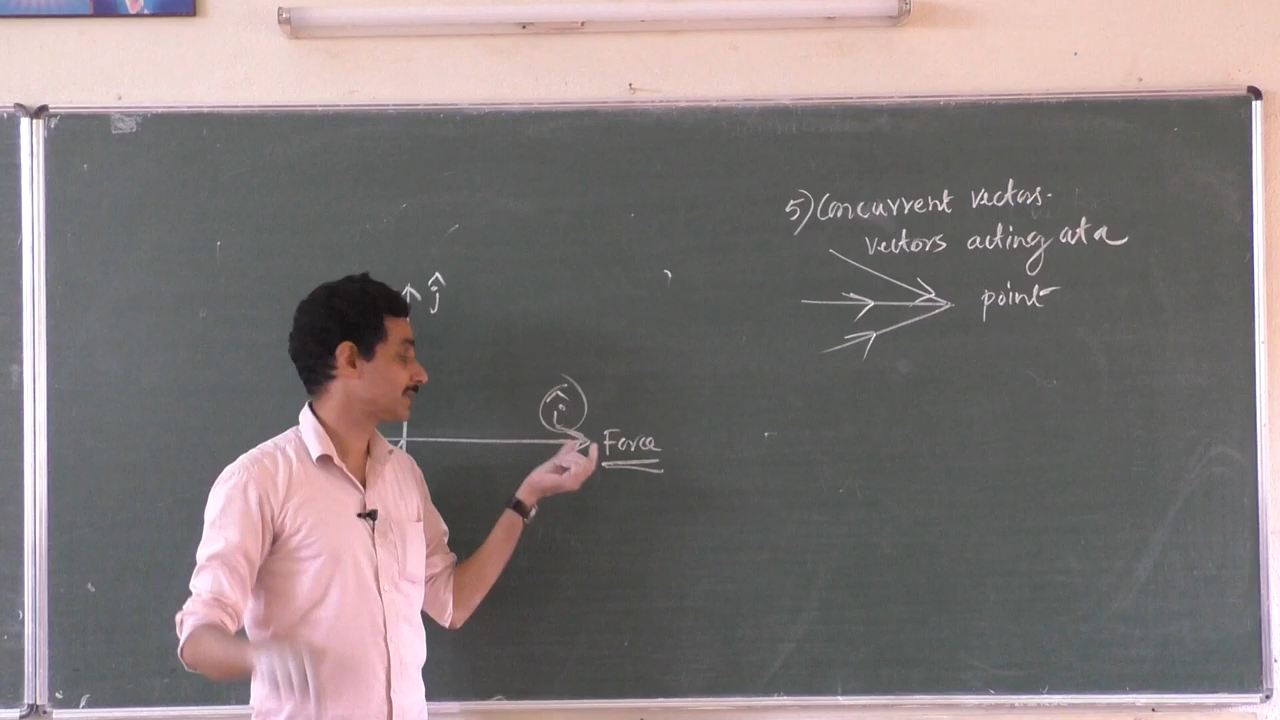 5) Concurrent vectors.
vectors acting at a
point
ĵ
î
Force